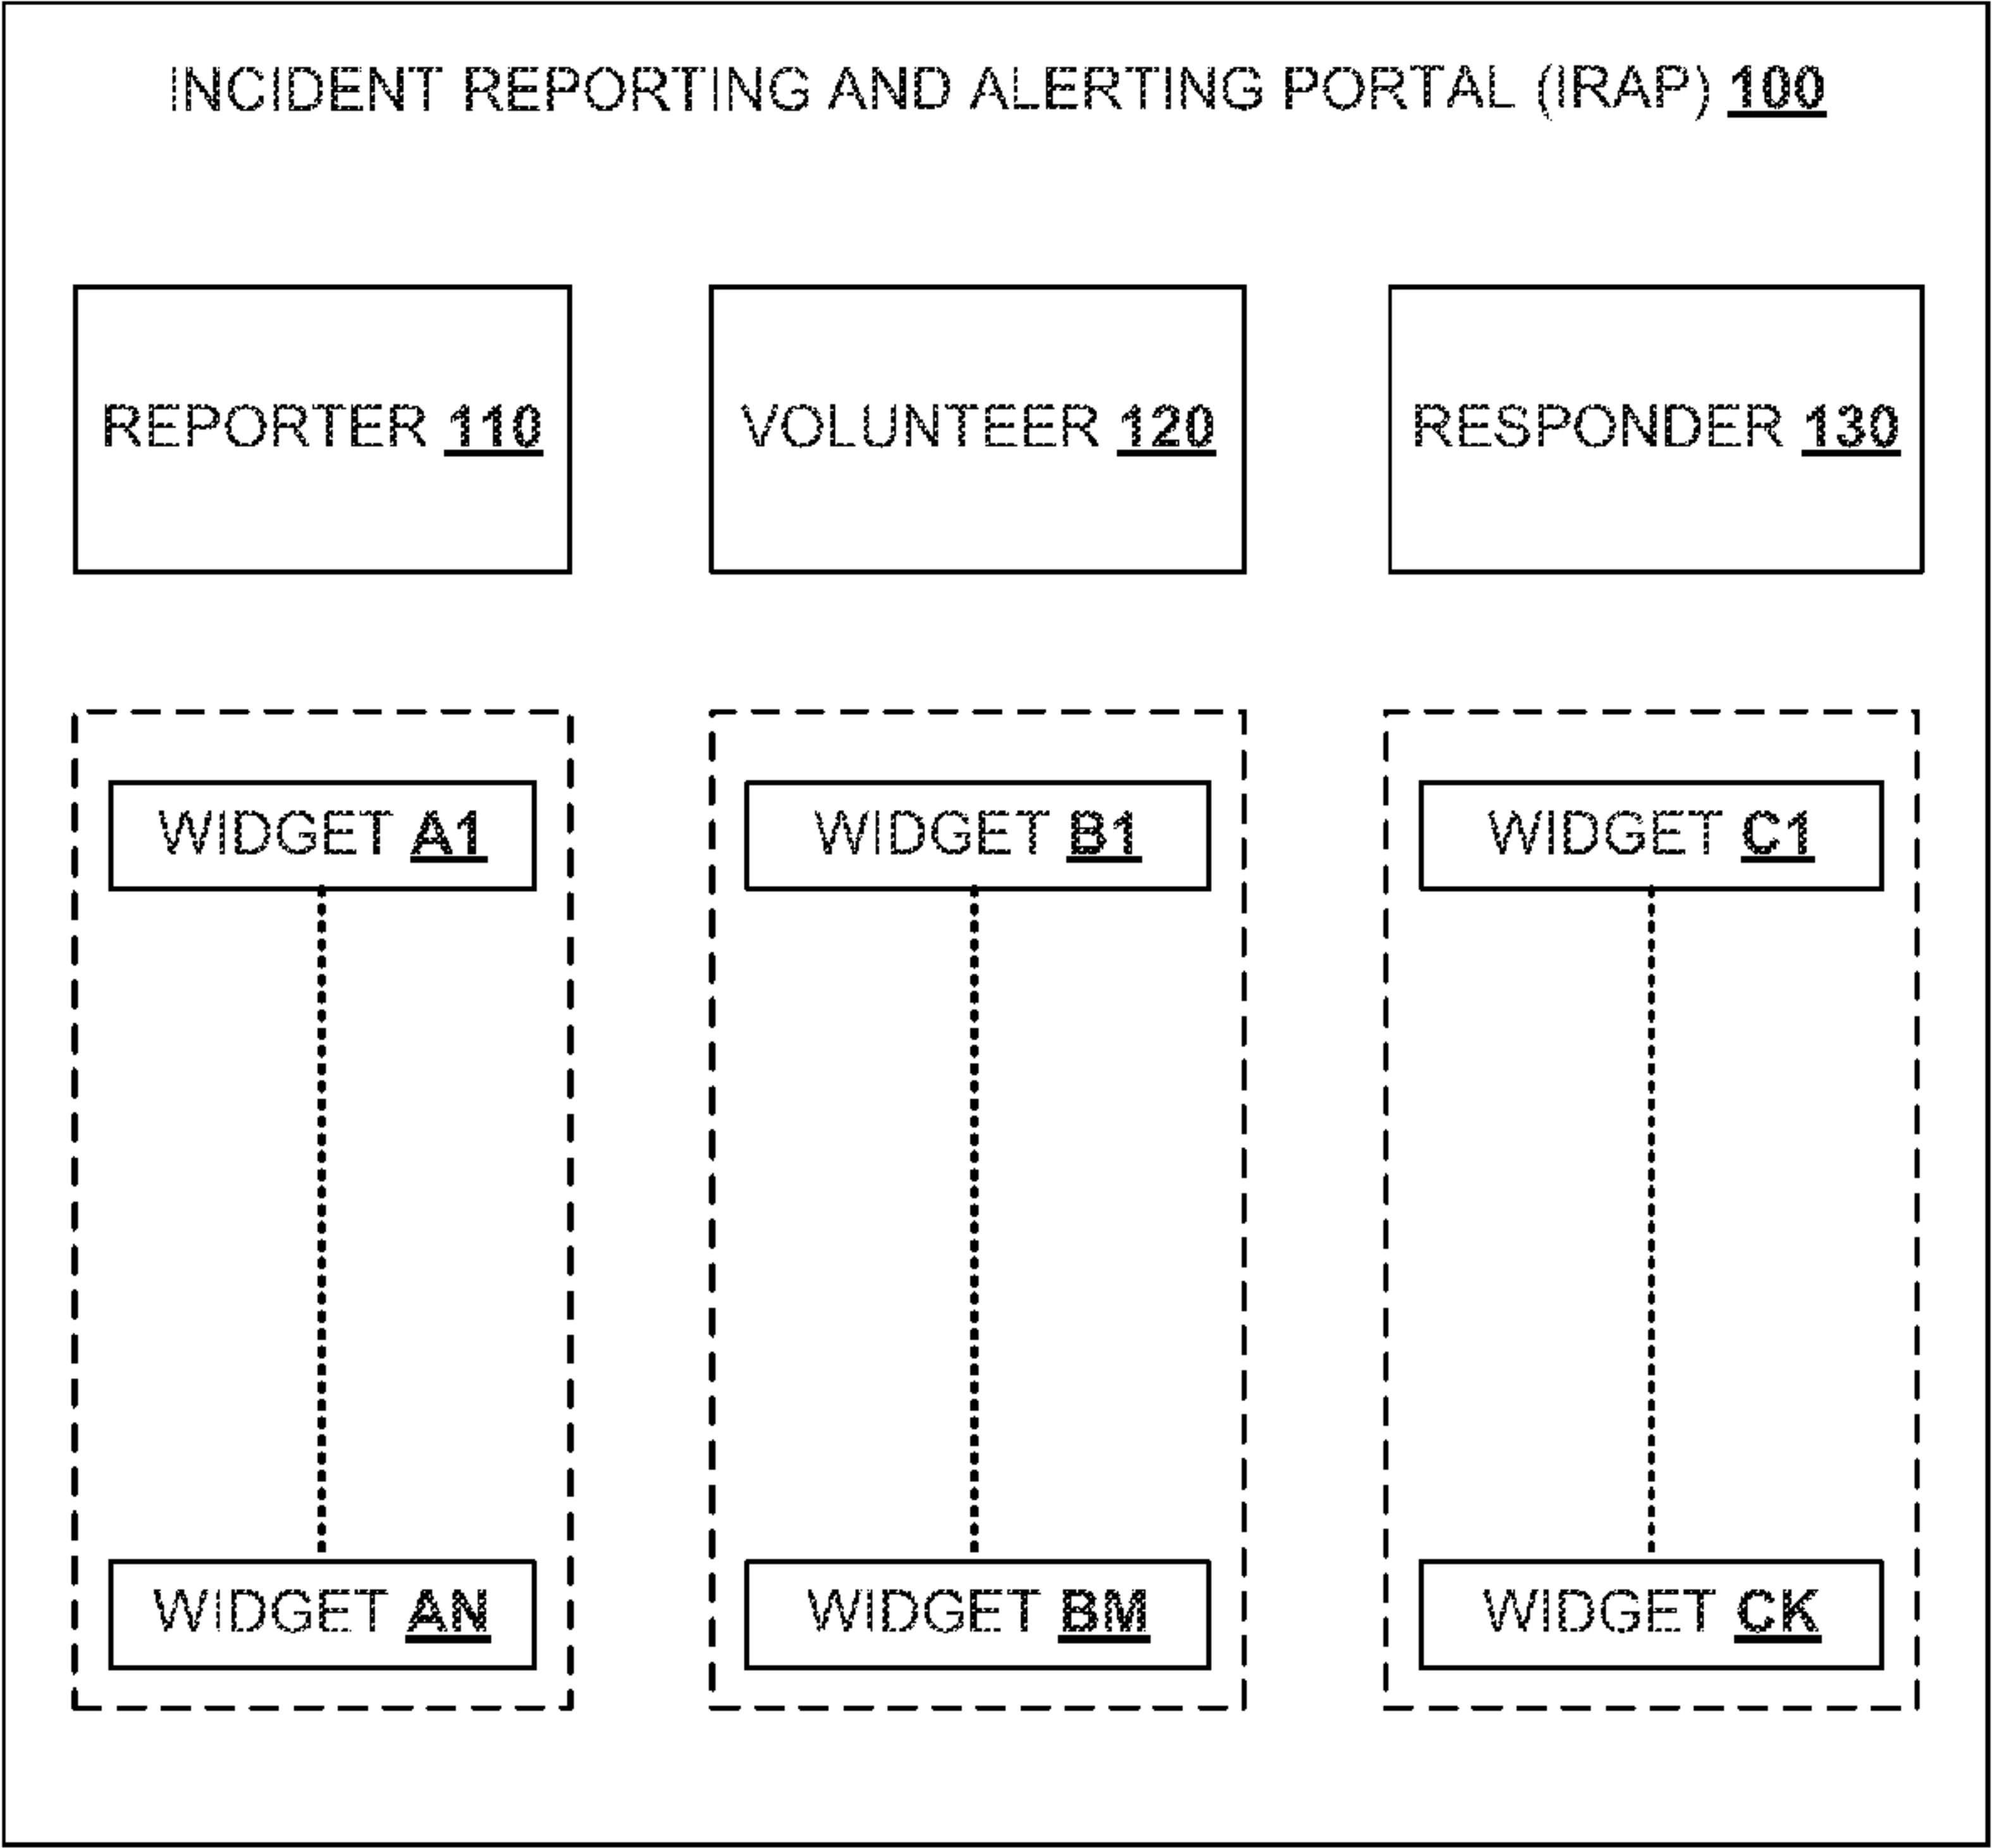 INCIDENT REPORTING AND ALERTING PORTAL (IRAP) 100
REPORTER 110
VOLUNTEER 120
RESPONDER 130
WIDGET A1
WIDGET B1
WIDGET C1
WIDGET AN
WIDGET BM
WIDGET CK